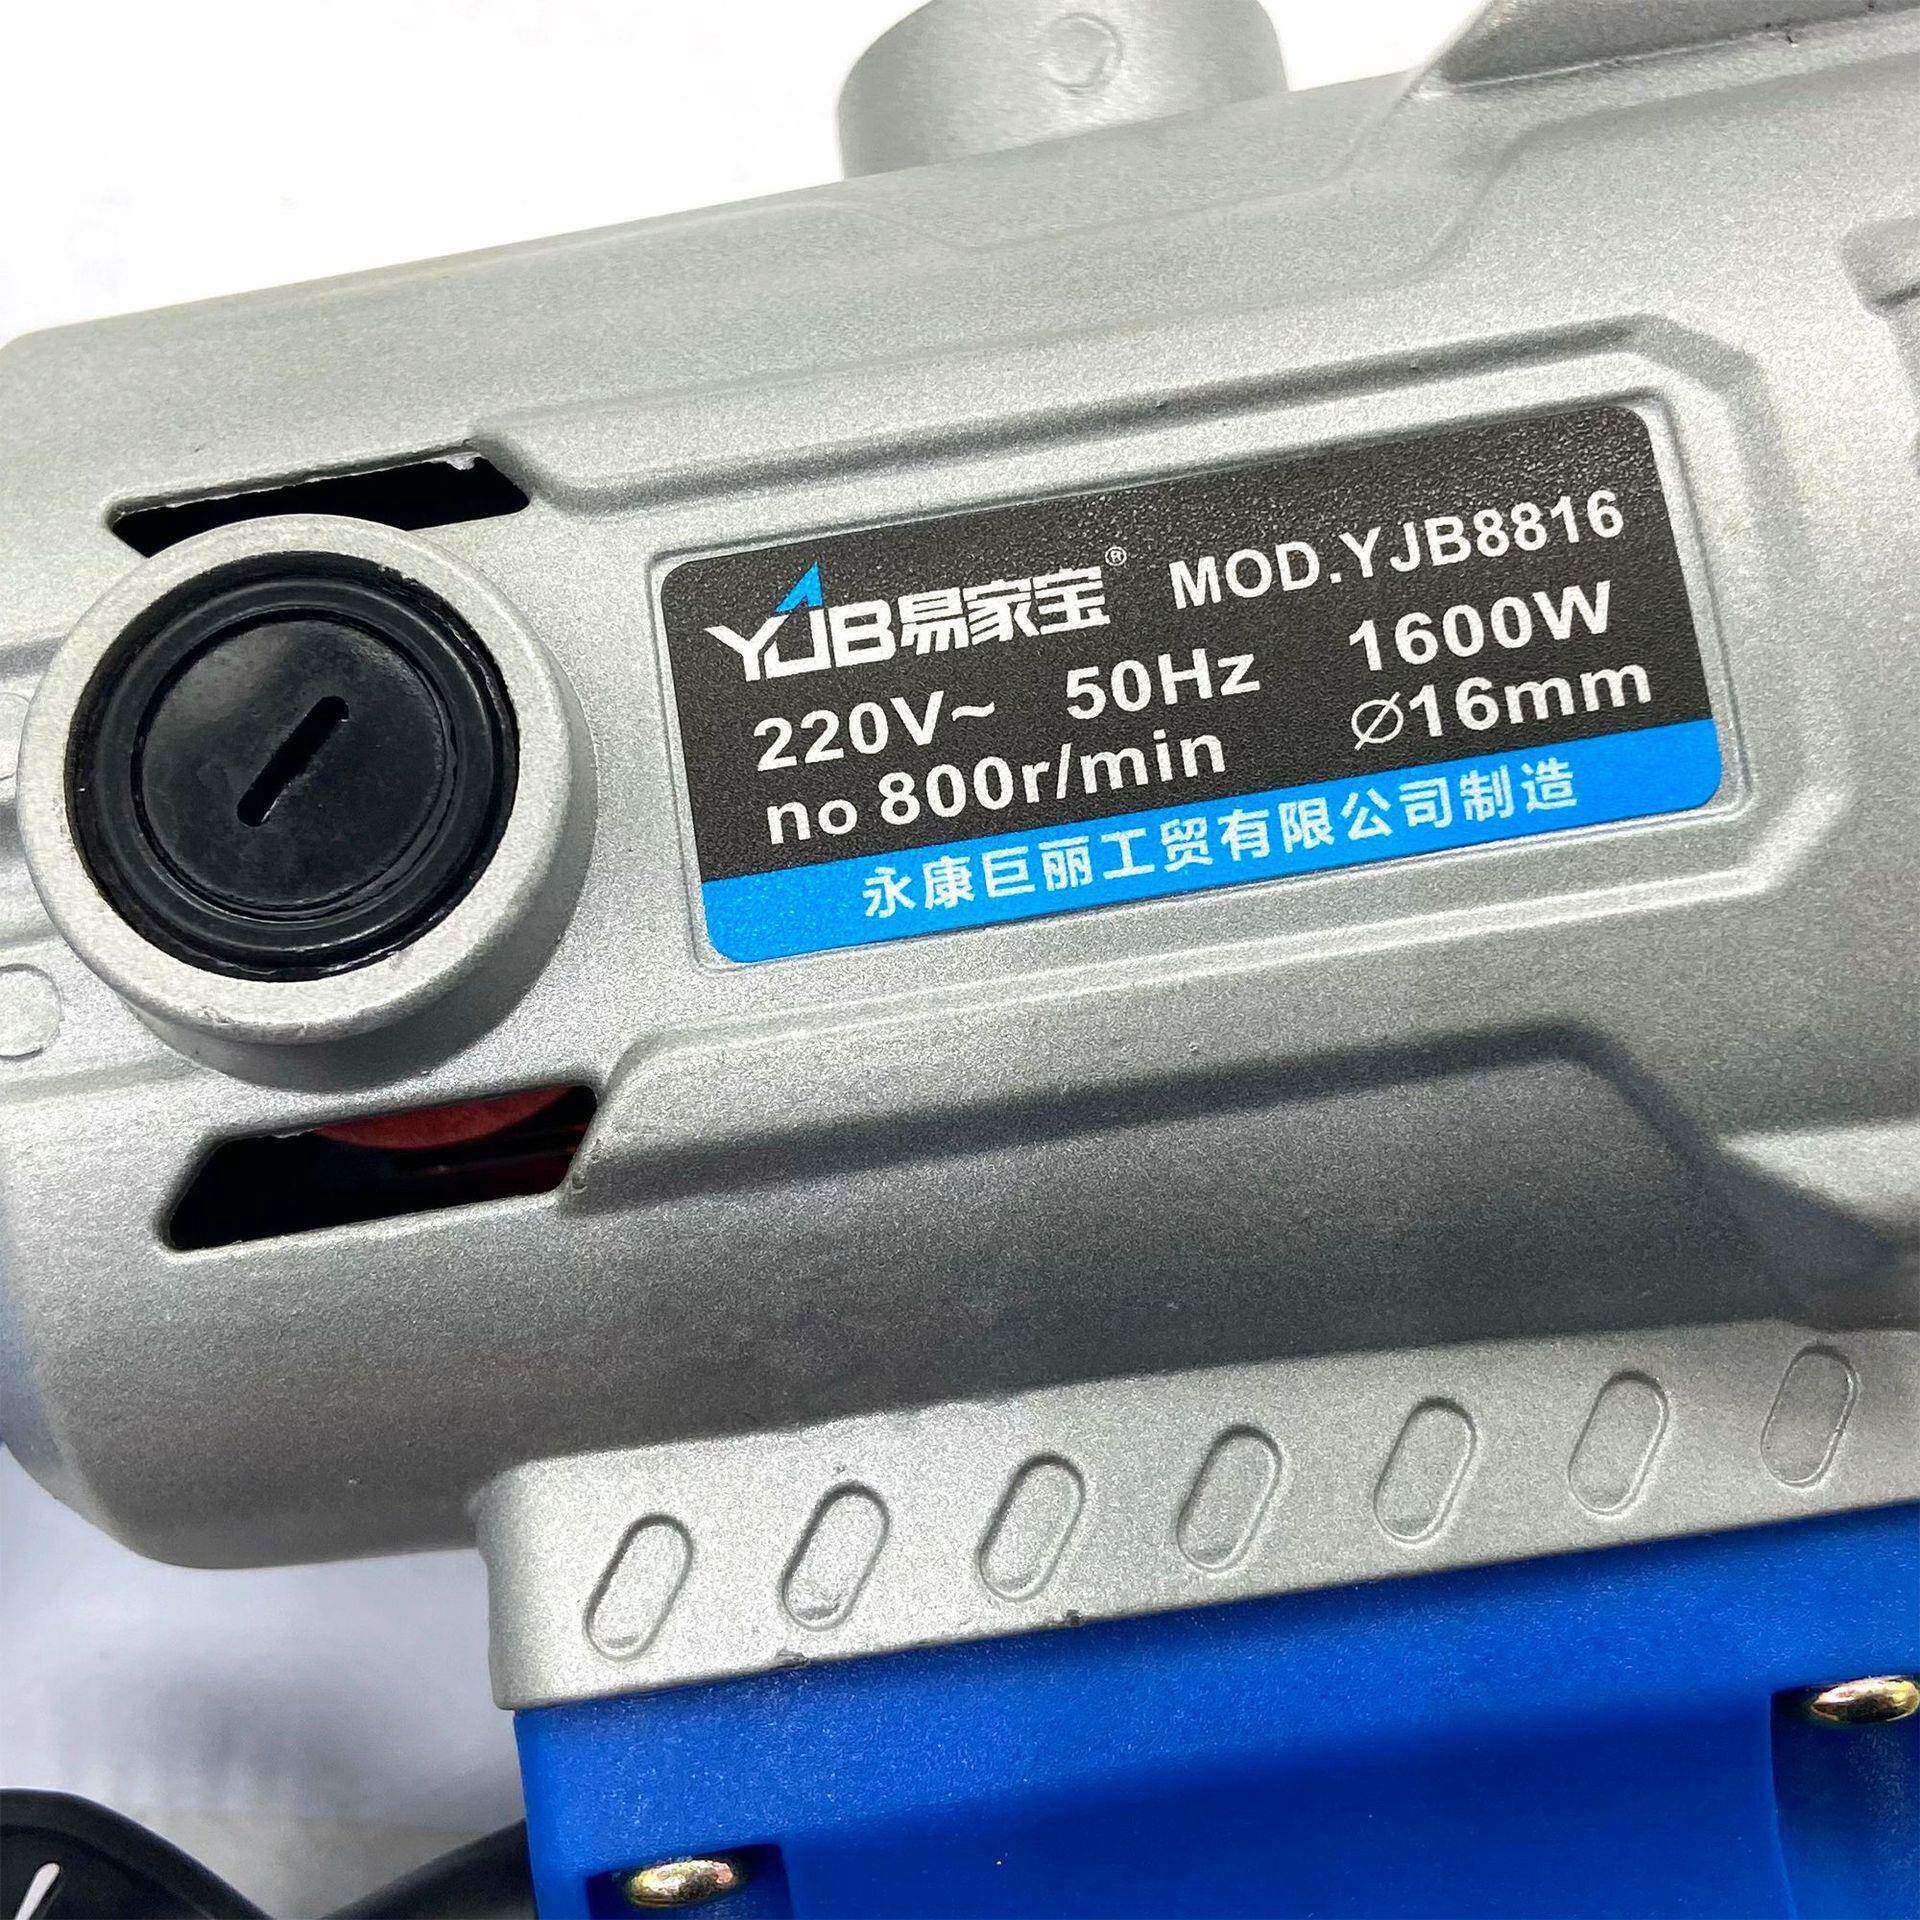 YJB易家宝® MOD.YJB8816
220V~ 50Hz 1600W
no 800r/min ⌀16mm
永康巨丽工贸有限公司制造